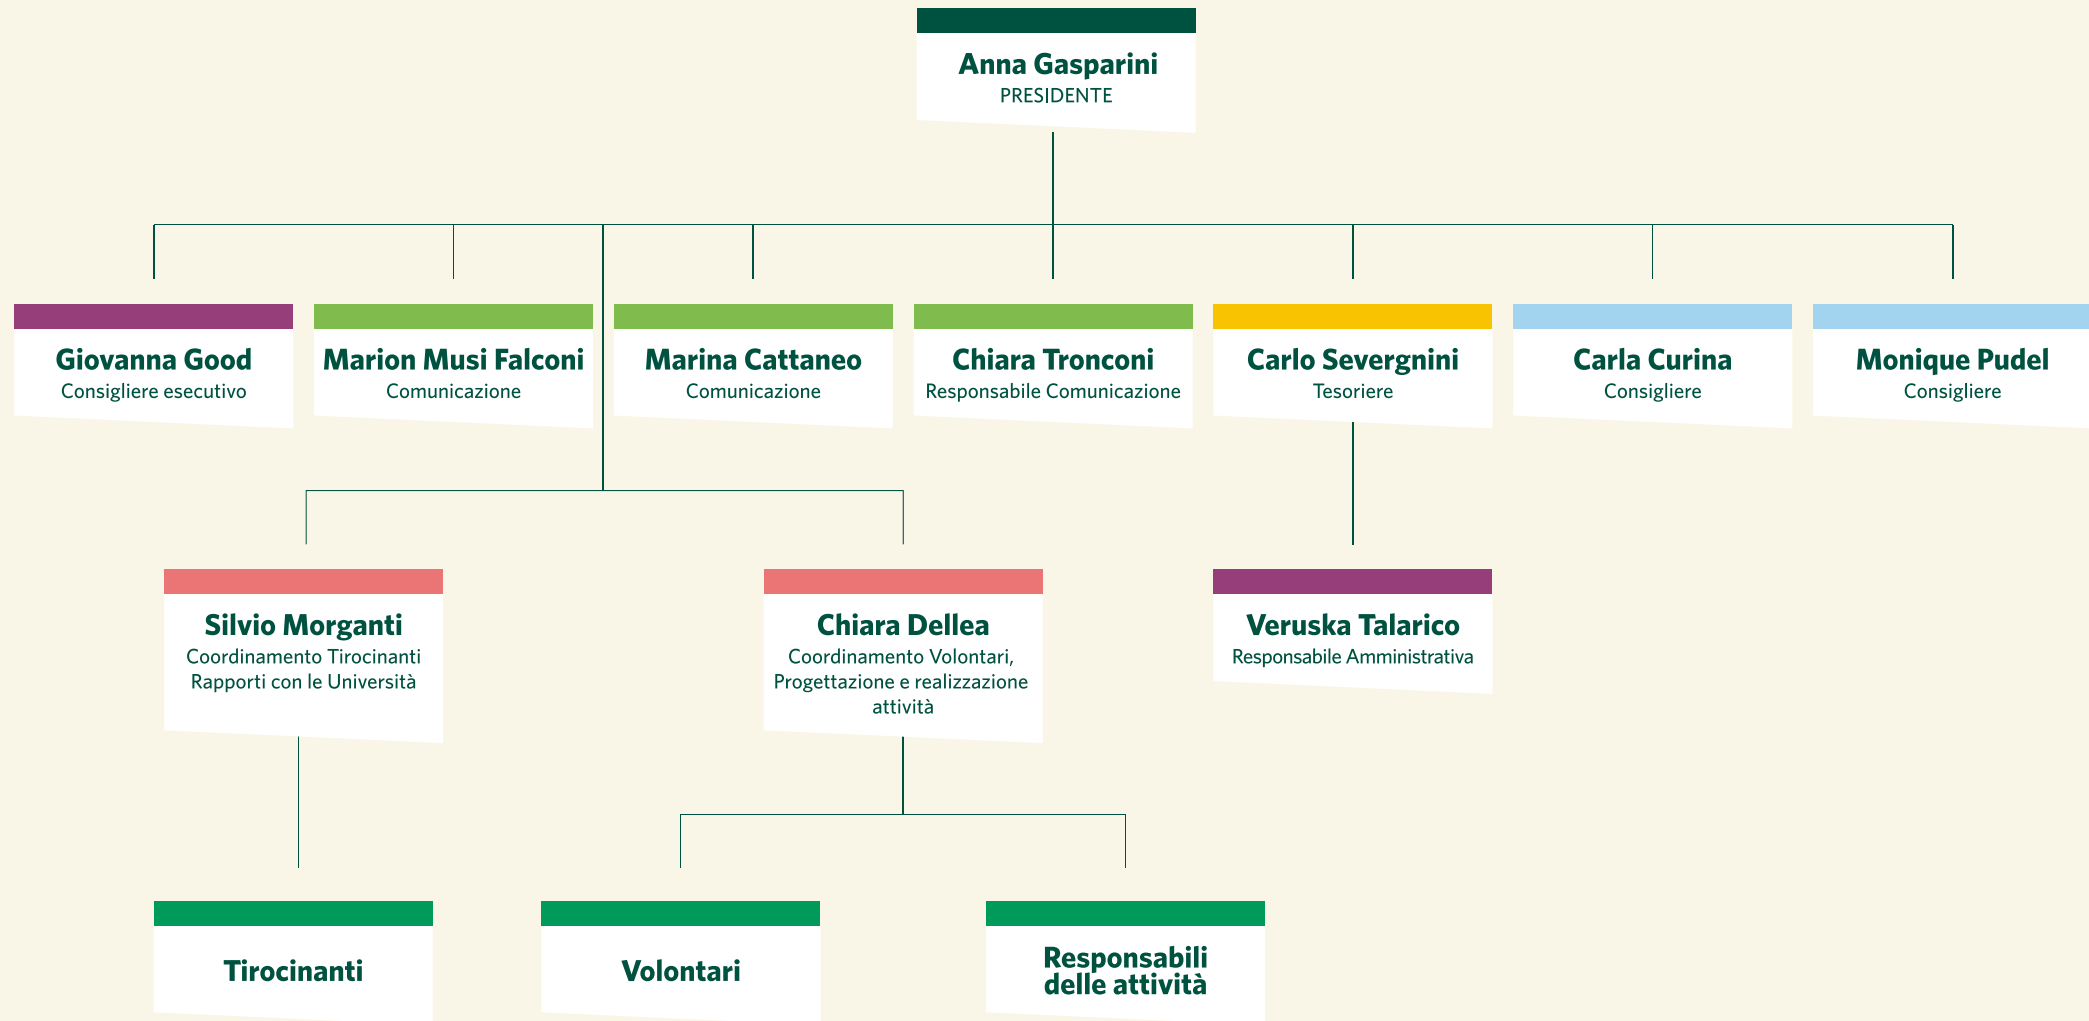 Anna Gasparini
PRESIDENTE
Giovanna Good
Consigliere esecutivo
Marion Musi Falconi
Comunicazione
Marina Cattaneo
Comunicazione
Chiara Tronconi
Responsabile Comunicazione
Carlo Severgnini
Tesoriere
Carla Curina
Consigliere
Monique Pudel
Consigliere
Silvio Morganti
Coordinamento Tirocinanti
Rapporti con le Università
Chiara Dellea
Coordinamento Volontari,
Progettazione e realizzazione
attività
Veruska Talarico
Responsabile Amministrativa
Tirocinanti
Volontari
Responsabili
delle attività